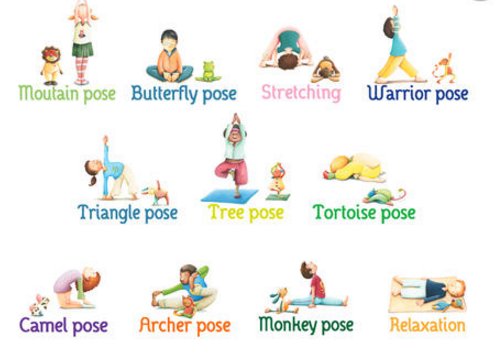 Moutain pose Butterfly pose Stretching Warrior pose
Triangle pose Tree pose Tortoise pose
Camel pose Archer pose Monkey pose Relaxation